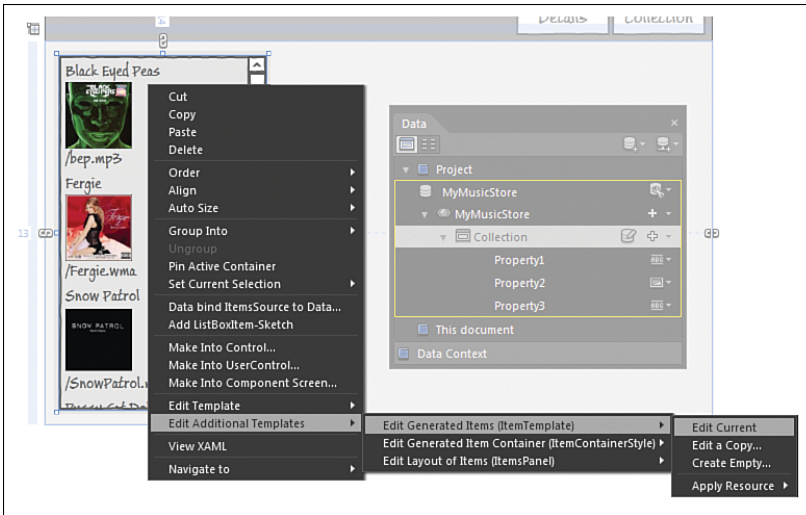 Details
Collection
Black Eyed Peas
/bep.mp3
Fergie
/Fergie.wma
Snow Patrol
SNOW PATROL
/SnowPatrol.
13
Cut
Copy
Paste
Delete
Order
Align
Auto Size
Group Into
Ungroup
Pin Active Container
Set Current Selection
Data bind ItemsSource to Data...
Add ListBoxItem-Sketch
Make Into Control...
Make Into UserControl...
Make Into Component Screen...
Edit Template
Edit Additional Templates
View XAML
Navigate to
Data
Project
MyMusicStore
MyMusicStore
Collection
Property1
Property2
Property3
This document
Data Context
Edit Generated Items (ItemTemplate)
Edit Generated Item Container (ItemContainerStyle)
Edit Layout of Items (ItemsPanel)
Edit Current
Edit a Copy...
Create Empty...
Apply Resource